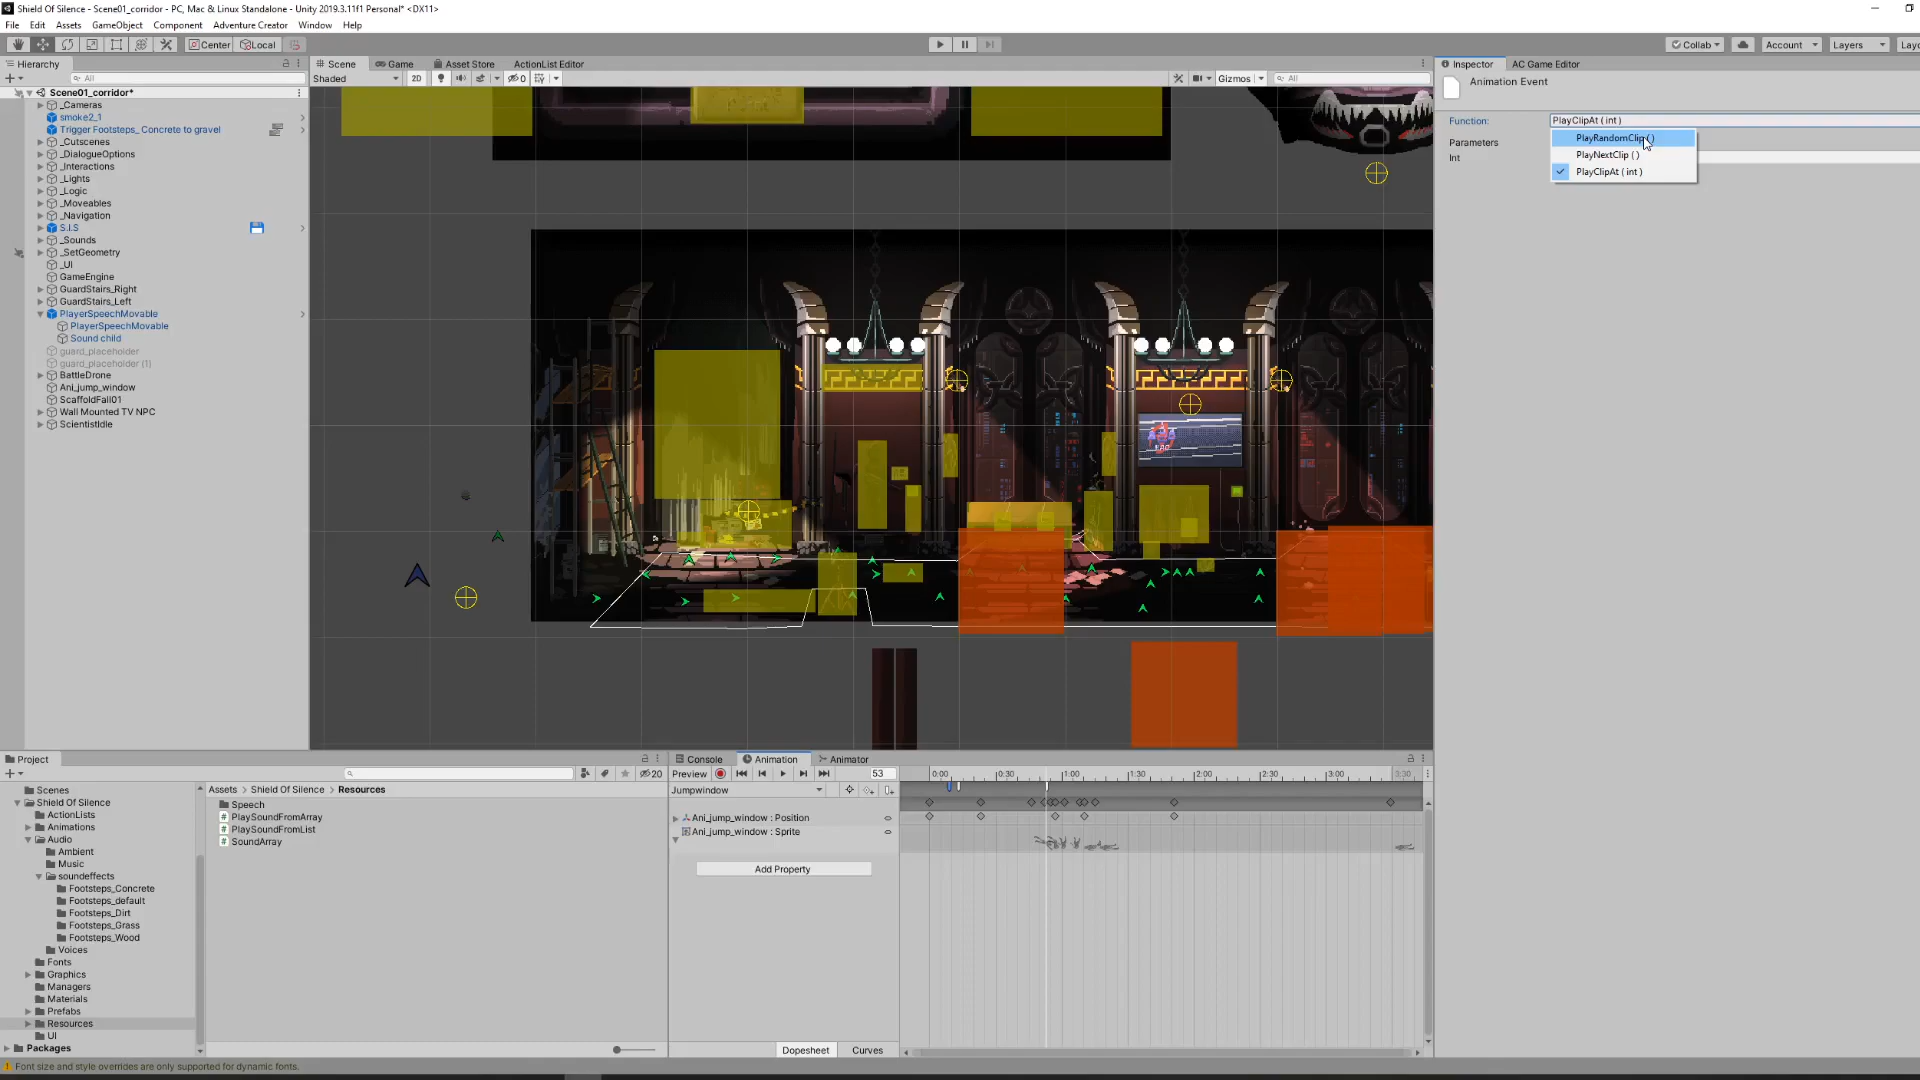 Shield Of Silence - Scene01_corridor - PC, Mac & Linux Standalone - Unity 2019.3.11f1 Personal* <DX11>
File Edit Assets GameObject Component Adventure Creator Window Help
Center Local Collab Account Layers Layo
Hierarchy
All
Scene01_corridor*
_Cameras
smoke2_1
Trigger Footsteps_ Concrete to gravel
_Cutscenes
_DialogueOptions
_Interactions
_Lights
_Logic
_Moveables
_Navigation
S.I.S
_Sounds
_SetGeometry
_UI
GameEngine
GuardStairs_Right
GuardStairs_Left
PlayerSpeechMovable
PlayerSpeechMovable
Sound child
guard_placeholder
guard_placeholder (1)
BattleDrone
Ani_jump_window
ScaffoldFall01
Wall Mounted TV NPC
ScientistIdle
Scene Game Asset Store ActionList Editor
Shaded 2D 0 Gizmos All
Inspector AC Game Editor
Animation Event
Function: PlayClipAt ( int )
Parameters
Int
PlayRandomClip ( )
PlayNextClip ( )
PlayClipAt ( int )
Project
20
Scenes
Shield Of Silence
ActionLists
Animations
Audio
Ambient
Music
soundeffects
Footsteps_Concrete
Footsteps_default
Footsteps_Dirt
Footsteps_Grass
Footsteps_Wood
Voices
Fonts
Graphics
Managers
Materials
Prefabs
Resources
UI
Packages
Assets Shield Of Silence Resources
Speech
PlaySoundFromArray
PlaySoundFromList
SoundArray
Console Animation Animator
Preview 53
Jumpwindow
0:00 0:30 1:00 1:30 2:00 2:30 3:00 3:30
Ani_jump_window : Position
Ani_jump_window : Sprite
Add Property
Dopesheet Curves
Font size and style overrides are only supported for dynamic fonts.